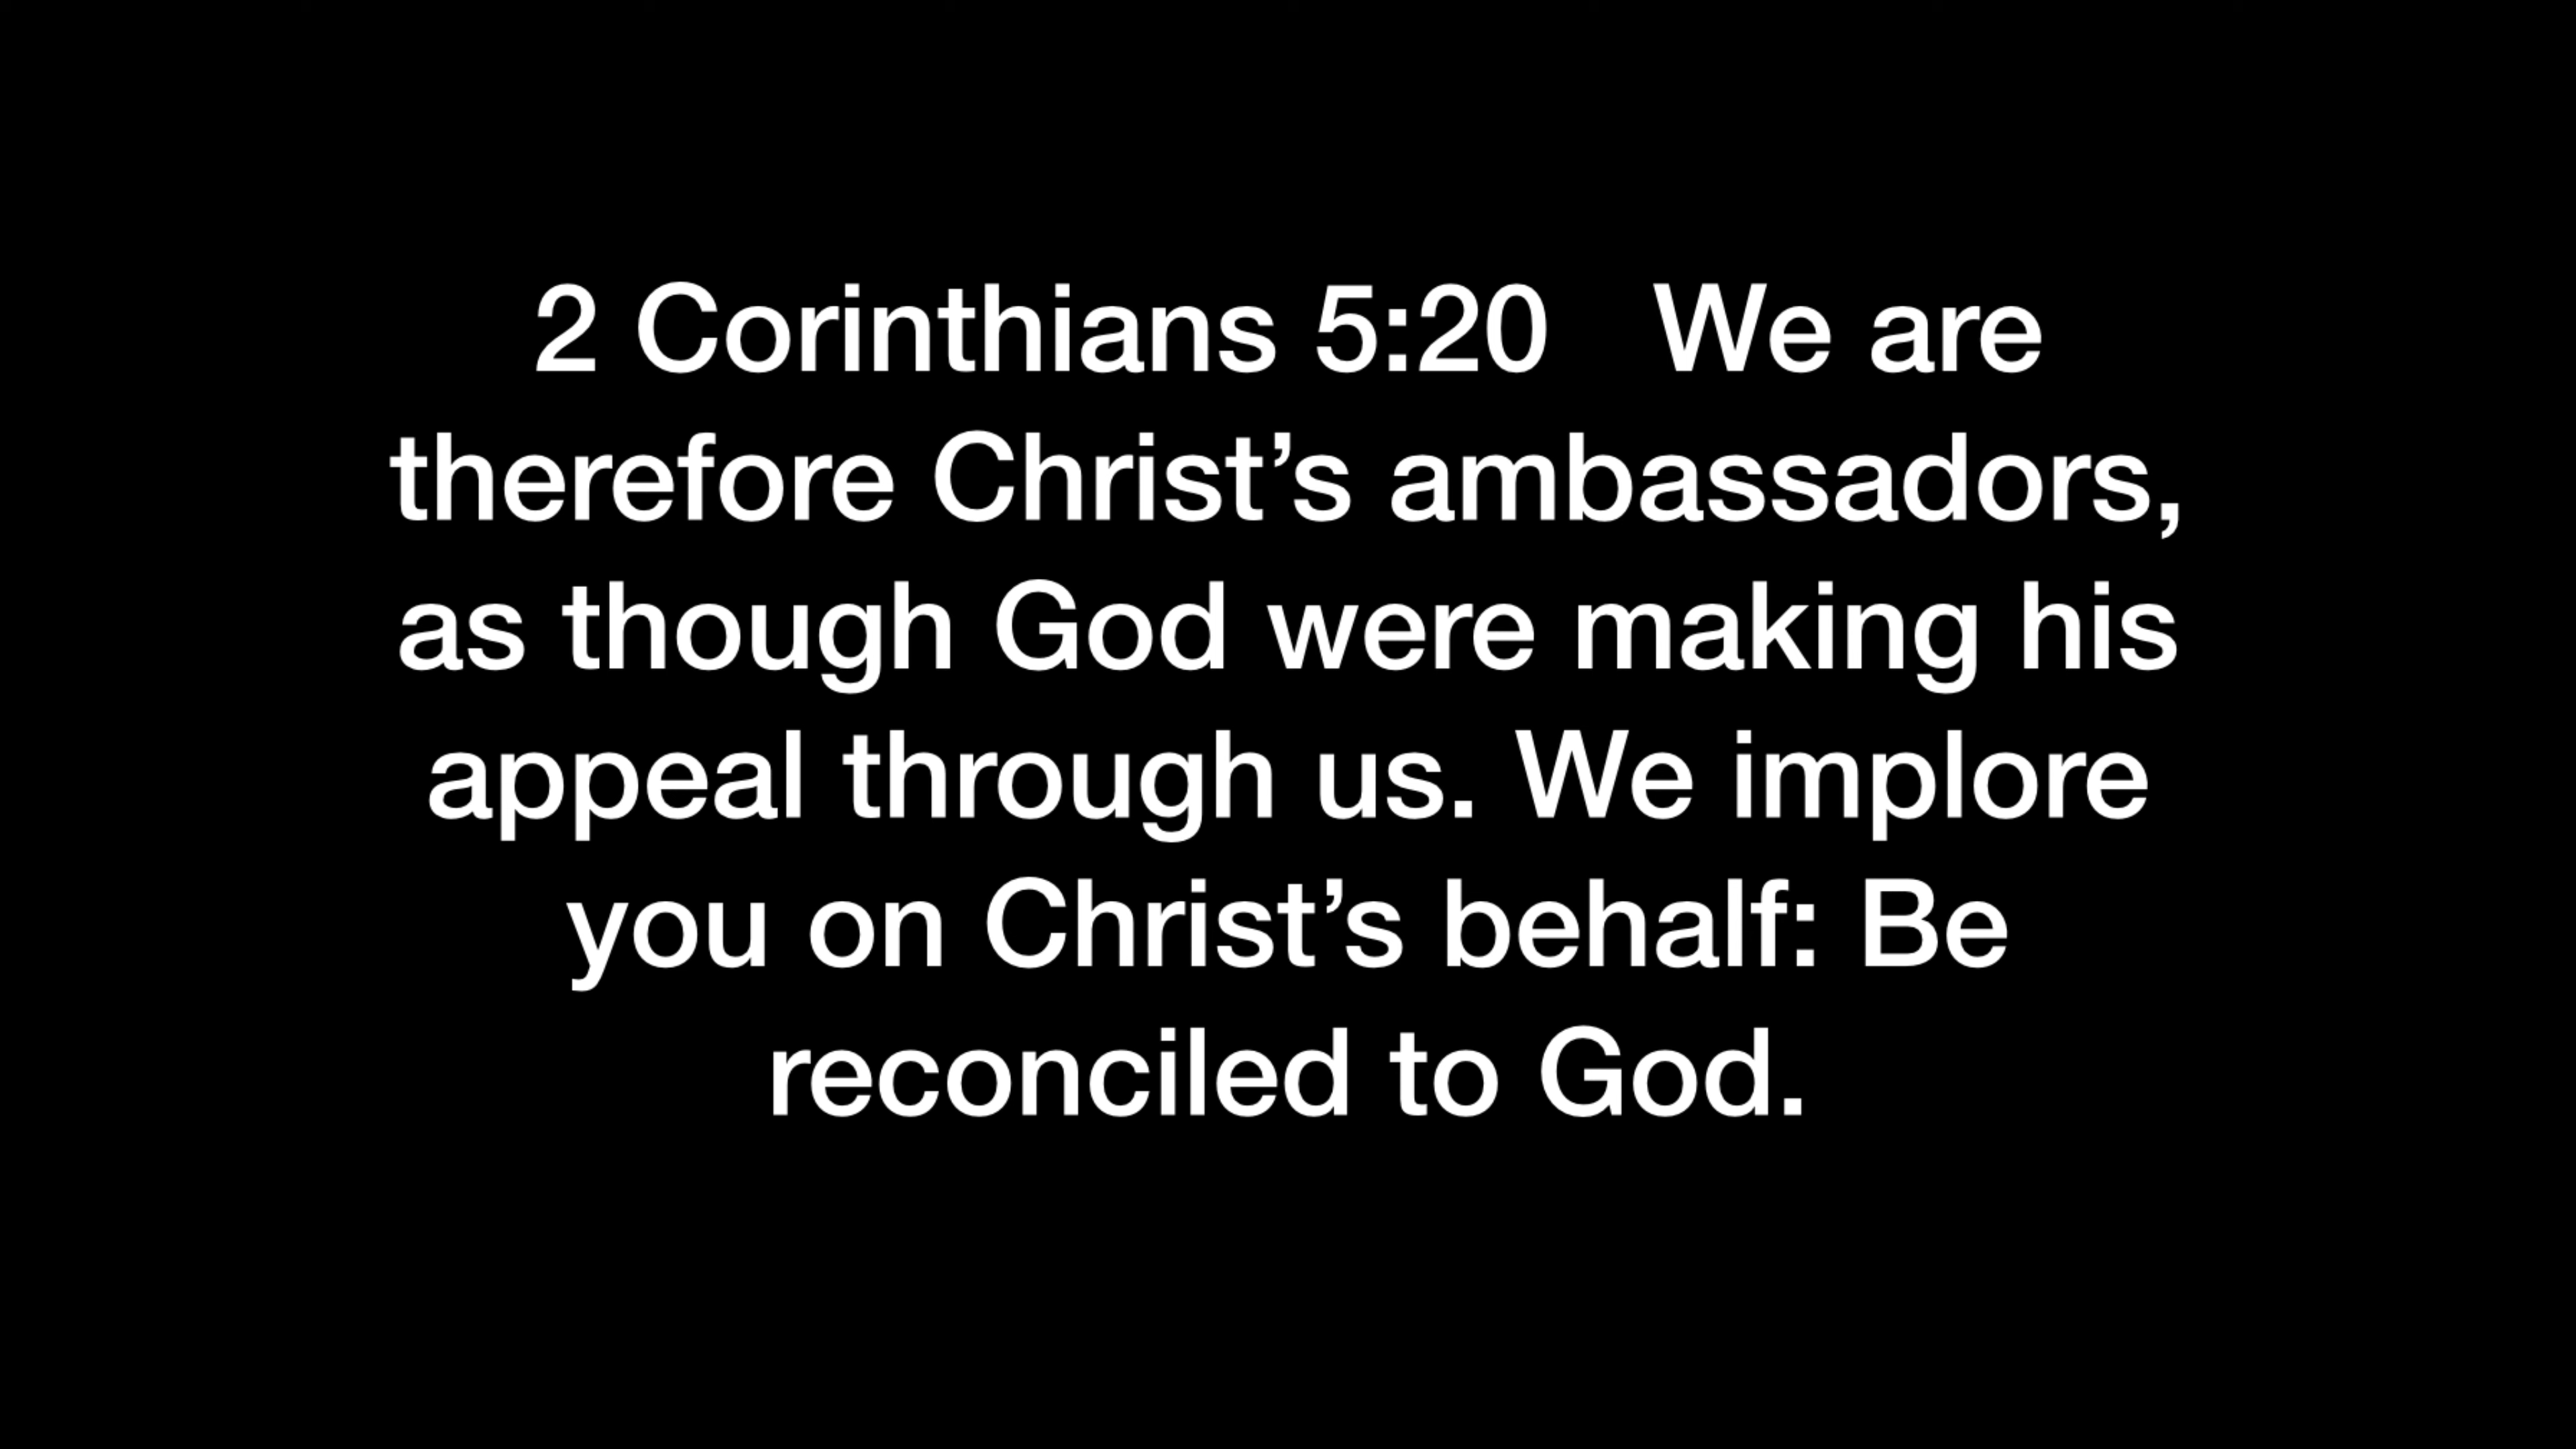 2 Corinthians 5:20   We are
therefore Christ’s ambassadors,
as though God were making his
appeal through us. We implore
you on Christ’s behalf: Be
reconciled to God.